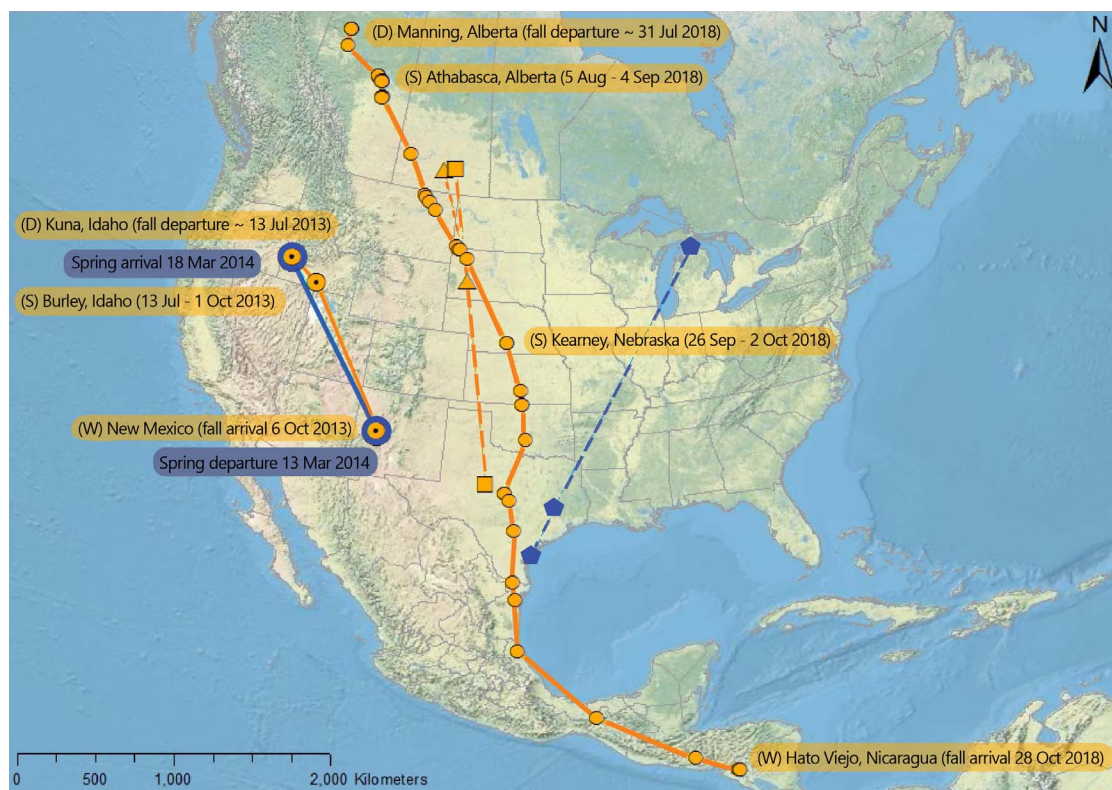 (D) Manning, Alberta (fall departure ~ 31 Jul 2018)
N
(S) Athabasca, Alberta (5 Aug - 4 Sep 2018)
(D) Kuna, Idaho (fall departure ~ 13 Jul 2013)
Spring arrival 18 Mar 2014
(S) Burley, Idaho (13 Jul - 1 Oct 2013)
(S) Kearney, Nebraska (26 Sep - 2 Oct 2018)
(W) New Mexico (fall arrival 6 Oct 2013)
Spring departure 13 Mar 2014
(W) Hato Viejo, Nicaragua (fall arrival 28 Oct 2018)
0 500 1,000 2,000 Kilometers